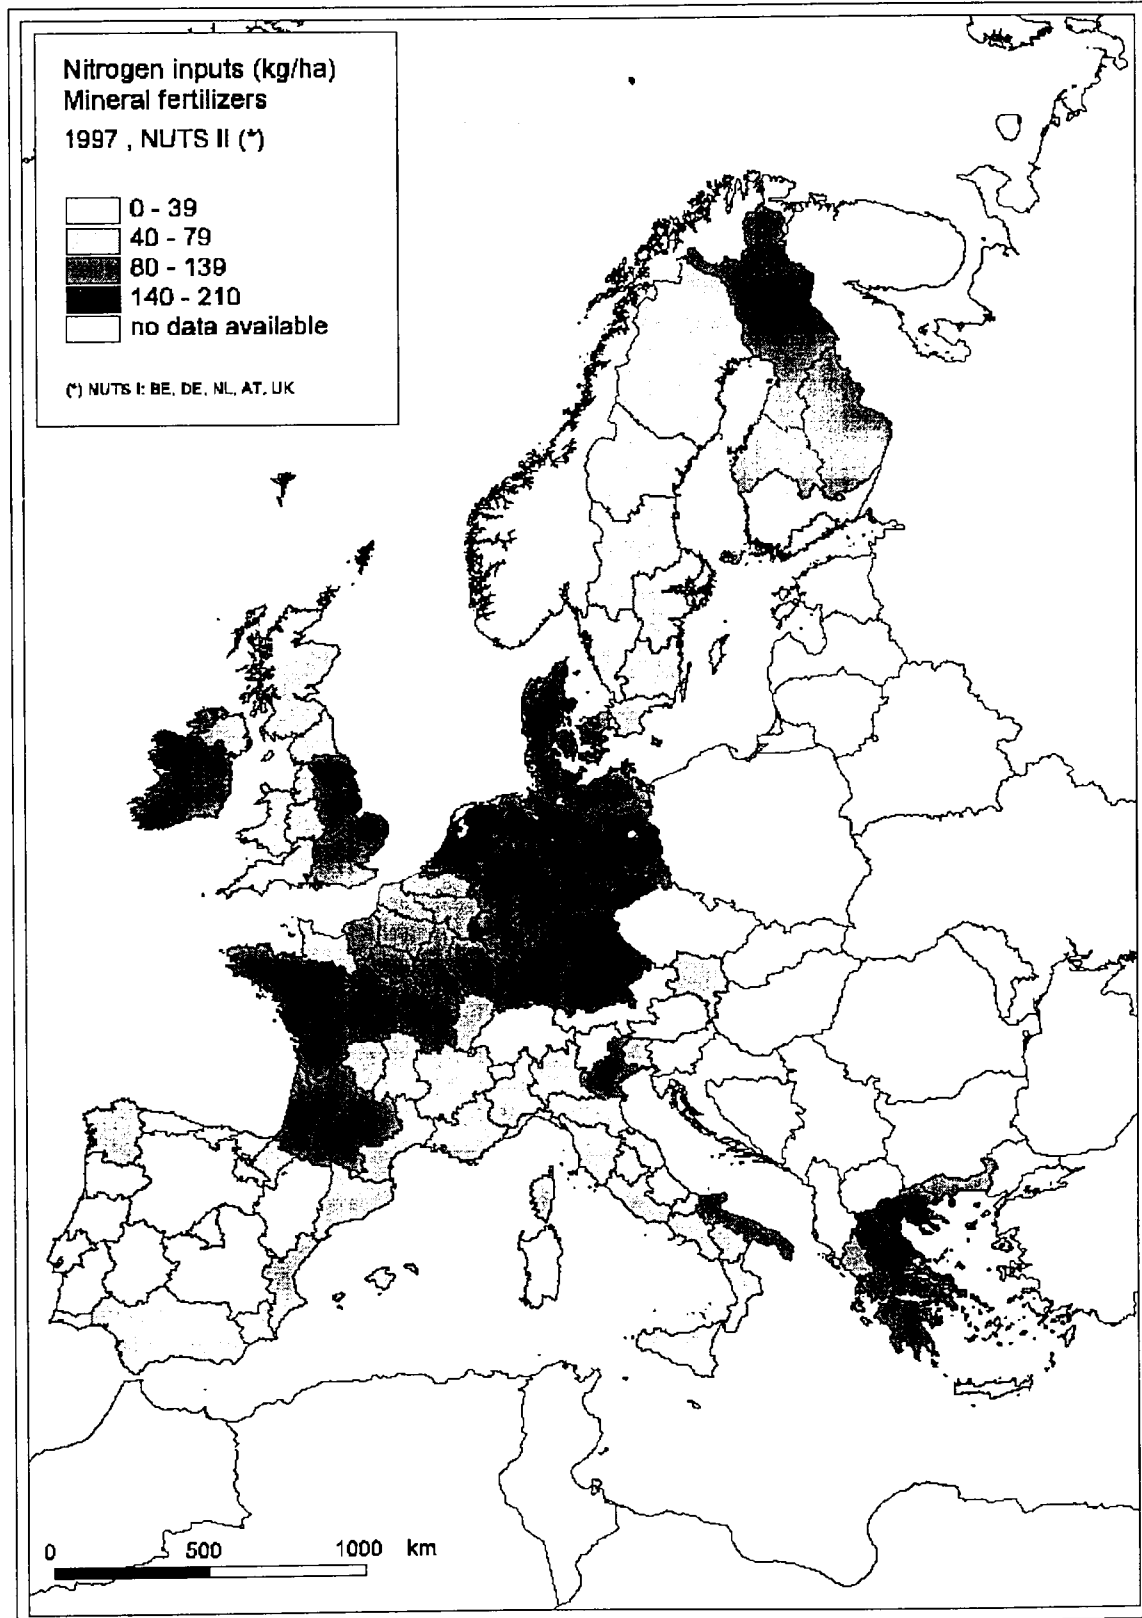 Nitrogen inputs (kg/ha)
Mineral fertilizers
1997 , NUTS II (*)
0 - 39
40 - 79
80 - 139
140 - 210
no data available
(*) NUTS I: BE, DE, NL, AT, UK
0 500 1000 km